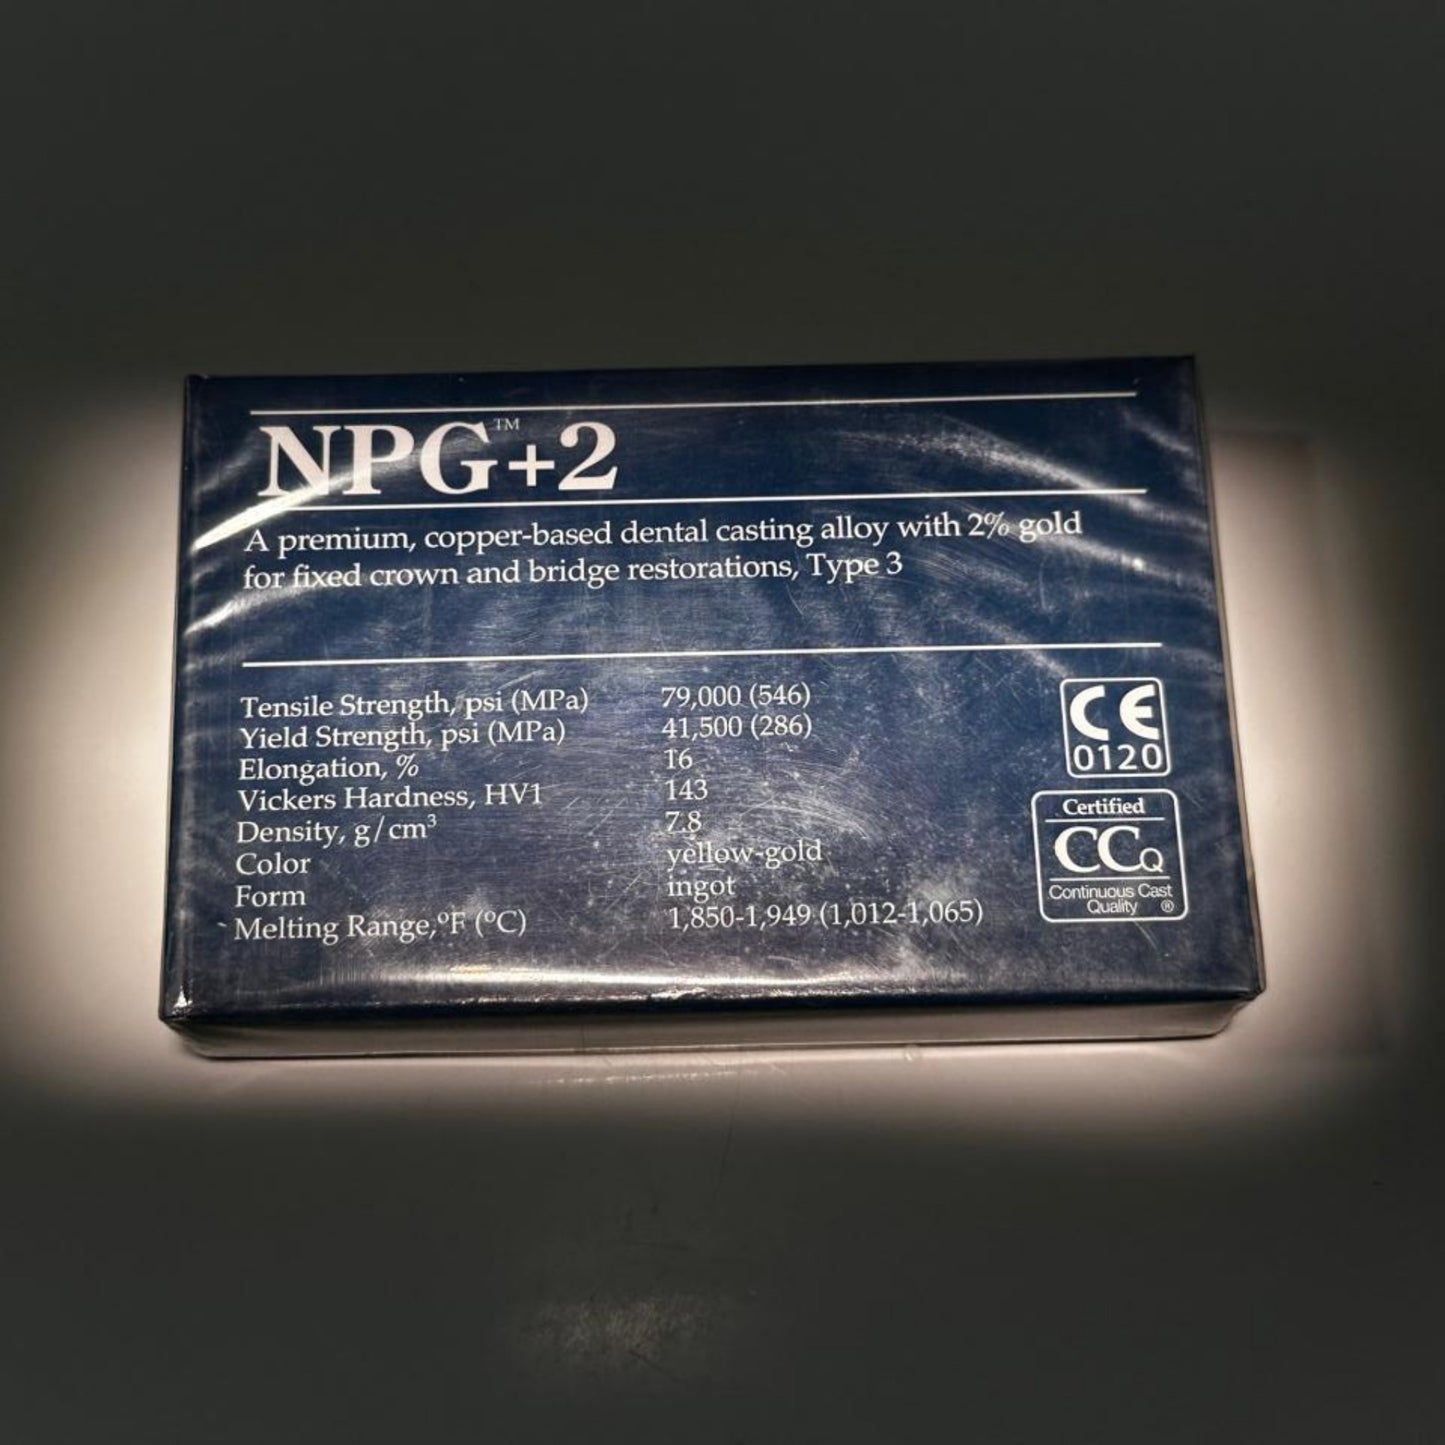 NPG™+2
A premium, copper-based dental casting alloy with 2% gold
for fixed crown and bridge restorations, Type 3
Tensile Strength, psi (MPa) 79,000 (546)
Yield Strength, psi (MPa) 41,500 (286)
Elongation, % 16
Vickers Hardness, HV1 143
Density, g/cm³ 7.8
Color yellow-gold
Form ingot
Melting Range,ºF (ºC) 1,850-1,949 (1,012-1,065)
CE
0120
Certified
CCQ
Continuous Cast
Quality ®